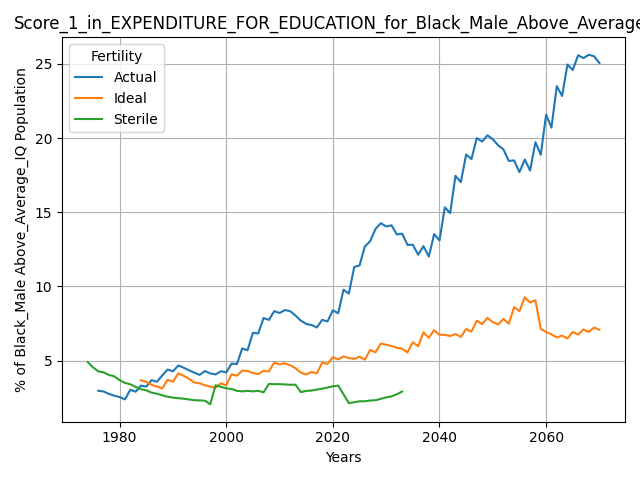 Score_1_in_EXPENDITURE_FOR_EDUCATION_for_Black_Male_Above_Average
Fertility
Actual
Ideal
Sterile
% of Black_Male Above_Average_IQ Population
25
20
15
10
5
1980 2000 2020 2040 2060
Years